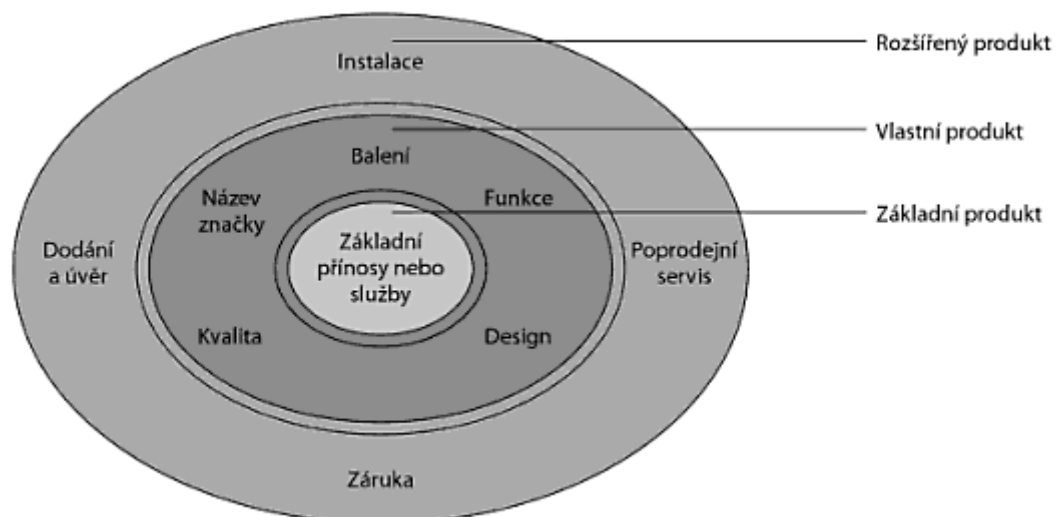 Rozšířený produkt
Instalace
Vlastní produkt
Balení
Název
značky
Funkce
Základní produkt
Dodání
a úvěr
Základní
přínosy nebo
služby
Poprodejní
servis
Kvalita
Design
Záruka